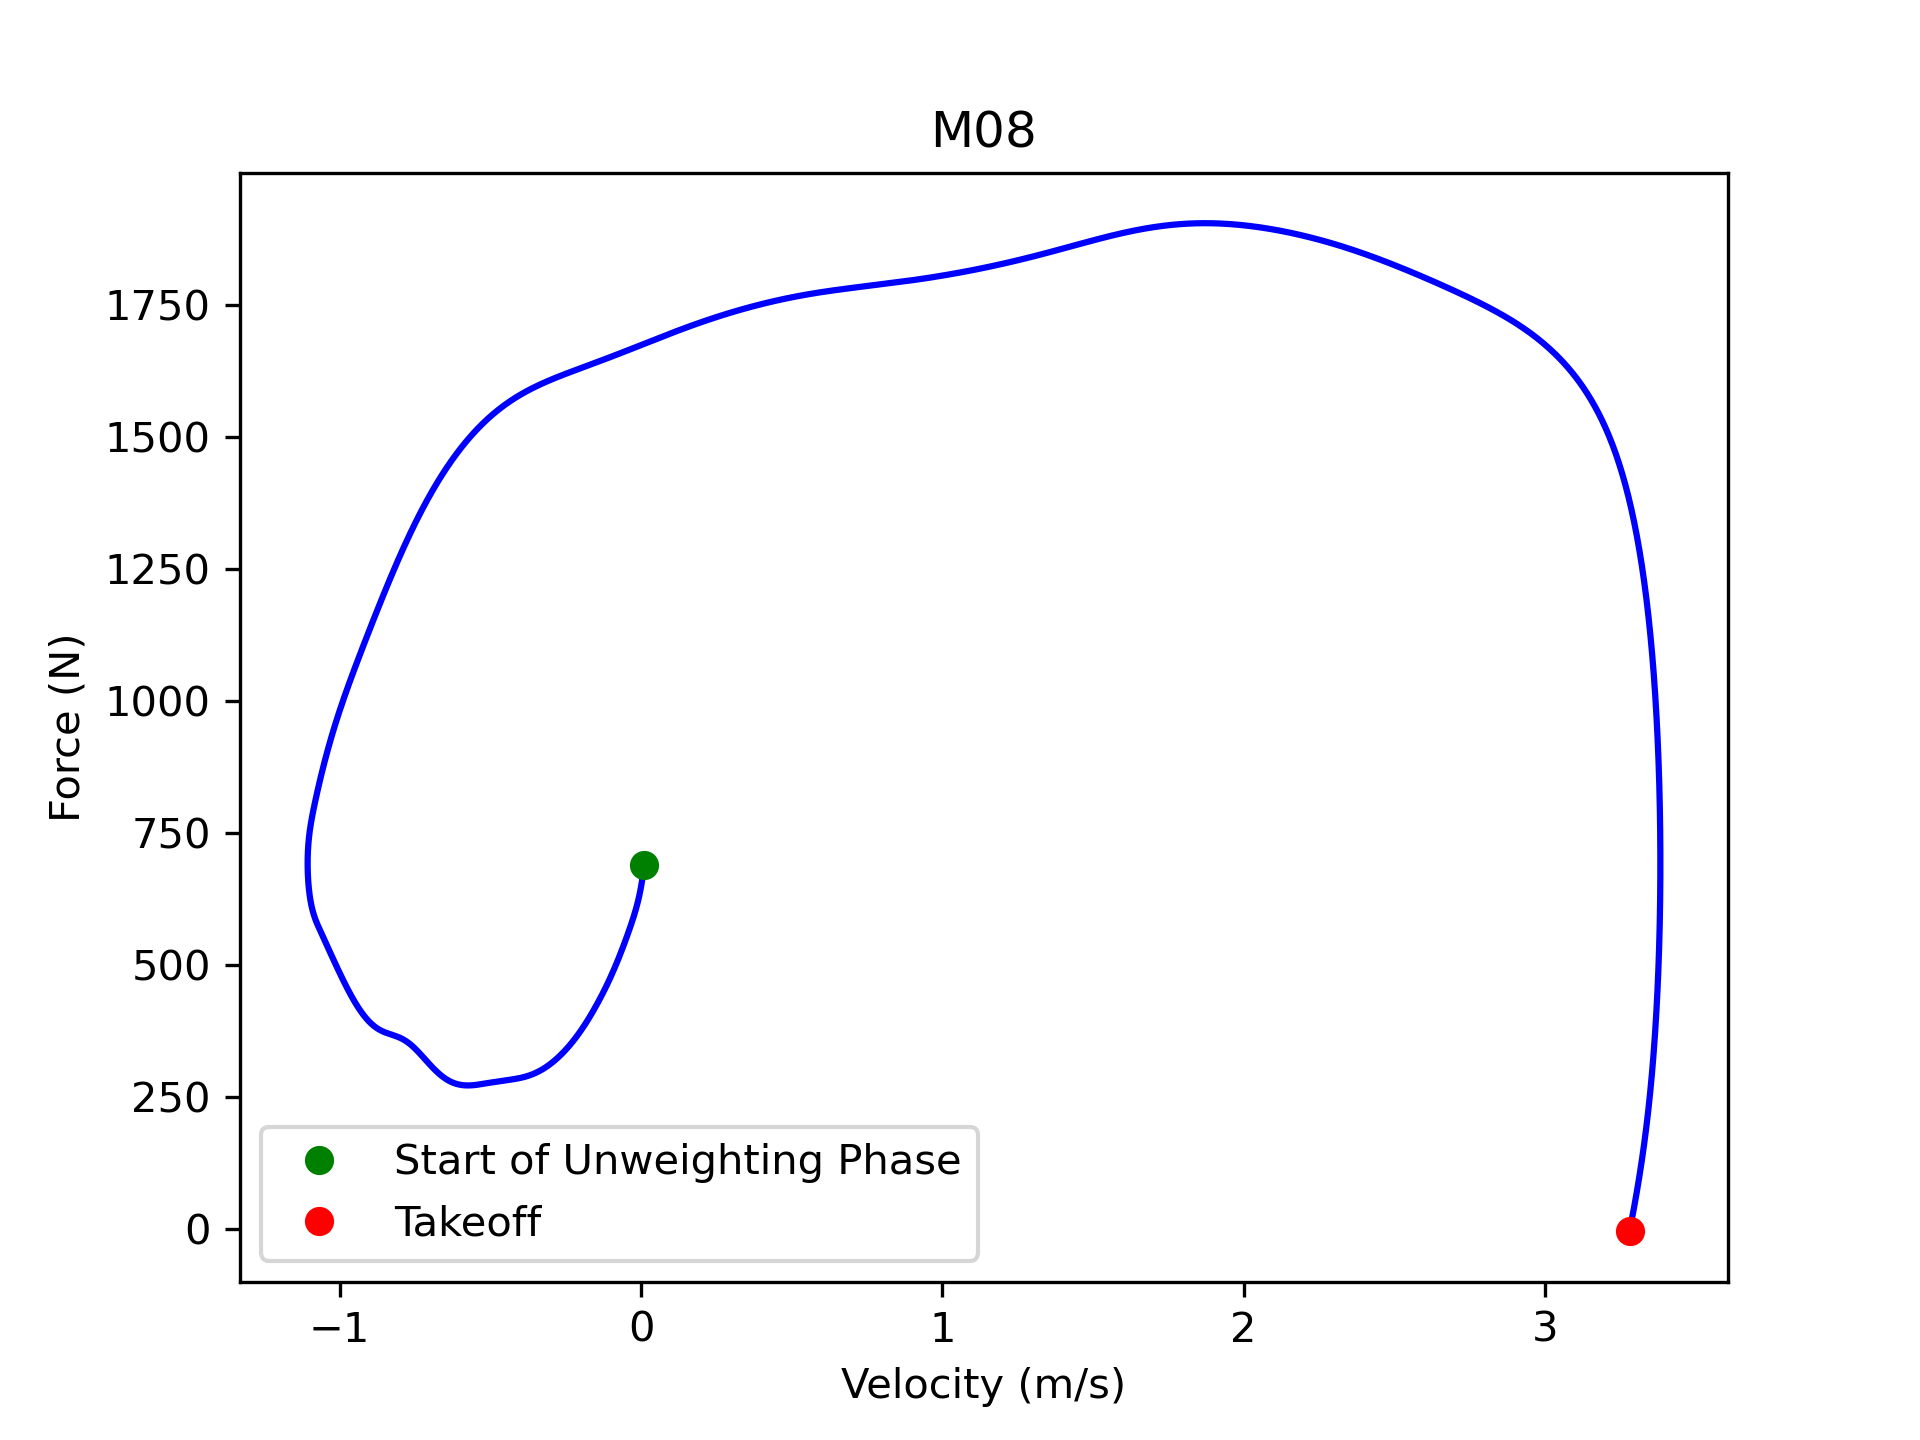 M08
1750
1500
1250
1000
750
500
250
0
Force (N)
Start of Unweighting Phase
Takeoff
−1 0 1 2 3
Velocity (m/s)